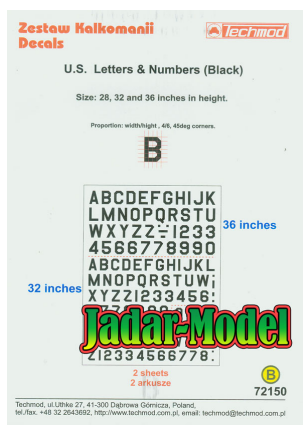 Zestaw Kalkomanii
Decals
Techmod
U.S. Letters & Numbers (Black)
Size: 28, 32 and 36 inches in height.
Proportion: width/hight , 4/6, 45deg corners.
B
ABCDEFGHIJK
LMNOPQRSTU
WXYZZ-1233
45667788990
36 inches
ABCDEFGHIJKL
MNOPQRSTUW
XYZZ1233456
32 inches
Jadar-Model
Z12334566778
2 sheets
2 arkusze
B
72150
Techmod, ul.Uthke 27, 41-300 Dąbrowa Górnicza, Poland,
tel./fax. +48 32 2643692, http://www.techmod.com.pl, email: techmod@techmod.com.pl